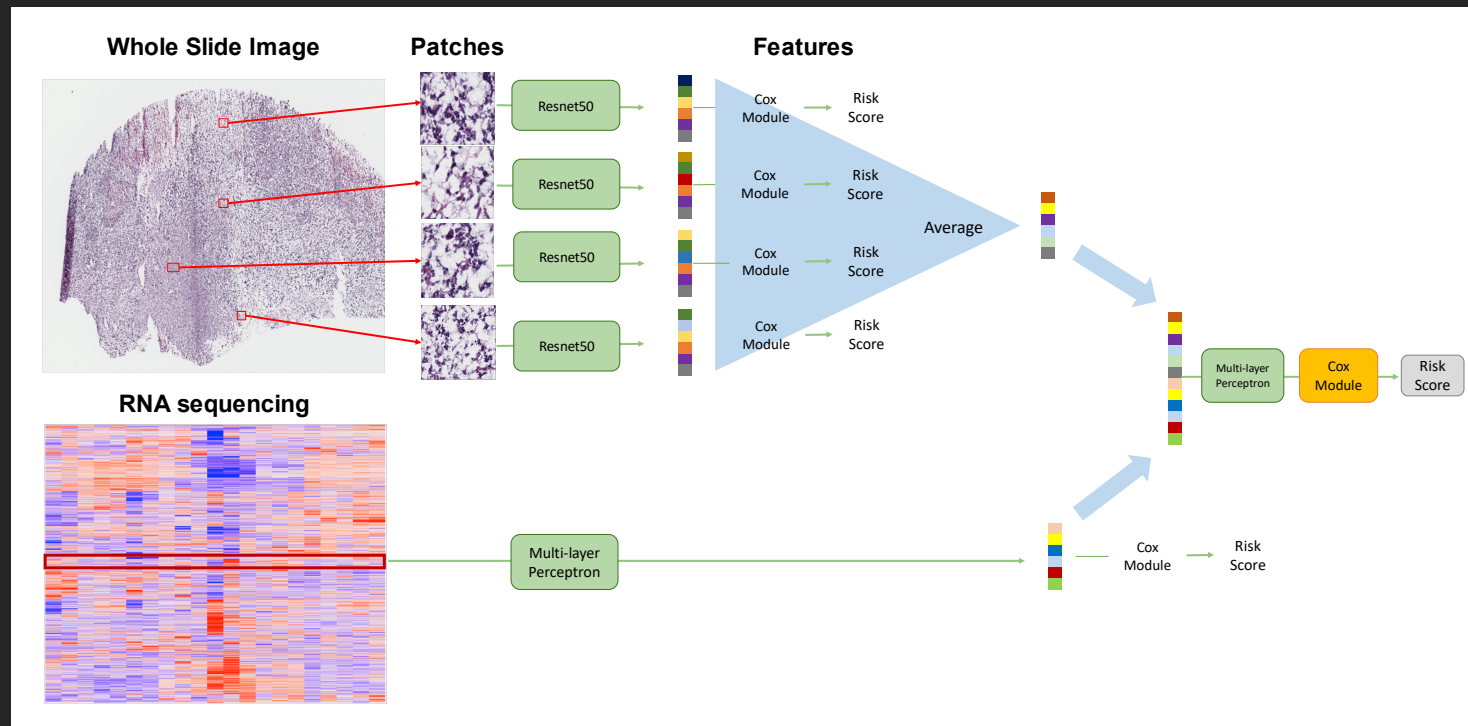 Whole Slide Image
Patches
Features
Resnet50
Cox
Module
Risk
Score
Resnet50
Cox
Module
Risk
Score
Average
Resnet50
Cox
Module
Risk
Score
Resnet50
Cox
Module
Risk
Score
Multi-layer
Perceptron
Cox
Module
Risk
Score
RNA sequencing
Multi-layer
Perceptron
Cox
Module
Risk
Score